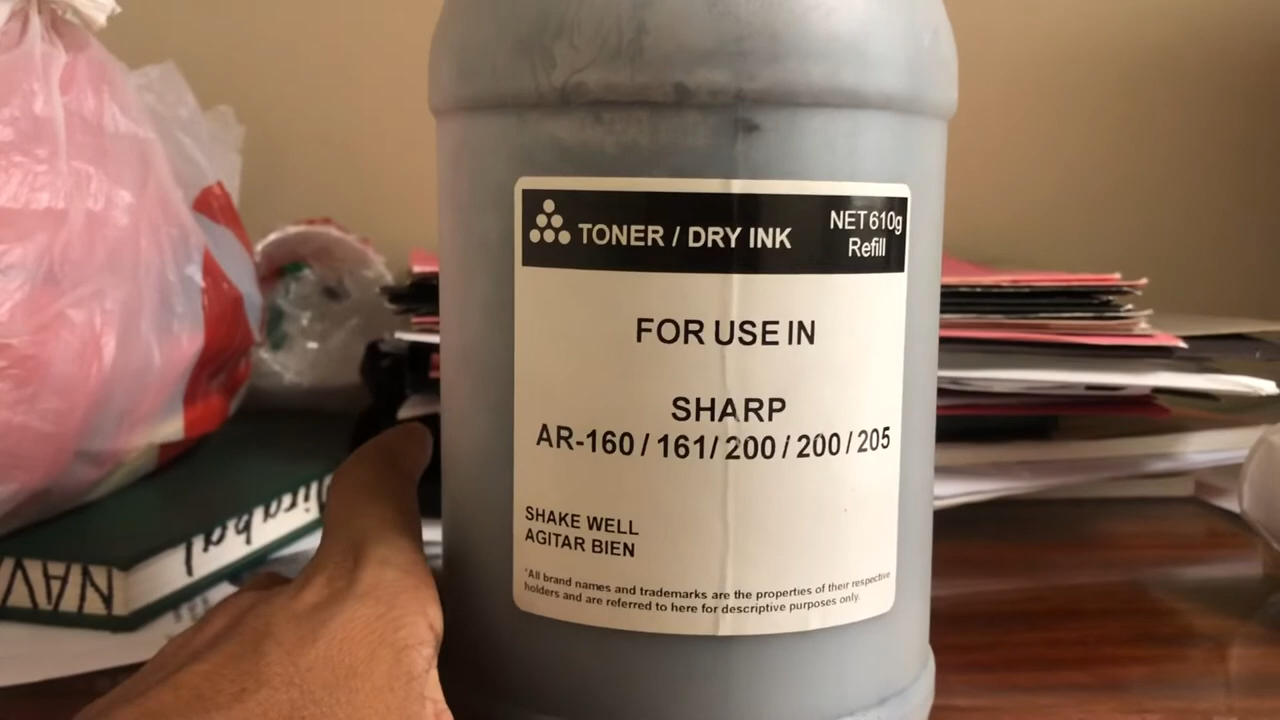 TONER / DRY INK
NET 610g
Refill
FOR USE IN
SHARP
AR-160 / 161 / 200 / 200 / 205
SHAKE WELL
AGITAR BIEN
*All brand names and trademarks are the properties of their respective
holders and are referred to here for descriptive purposes only.
NAV